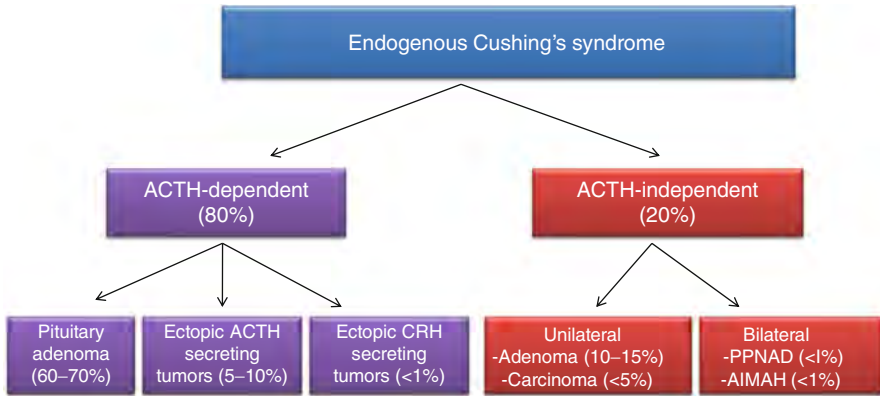 Endogenous Cushing’s syndrome
ACTH-dependent
(80%)
ACTH-independent
(20%)
Pituitary
adenoma
(60–70%)
Ectopic ACTH
secreting
tumors (5–10%)
Ectopic CRH
secreting
tumors (<1%)
Unilateral
-Adenoma (10–15%)
-Carcinoma (<5%)
Bilateral
-PPNAD (<I%)
-AIMAH (<1%)